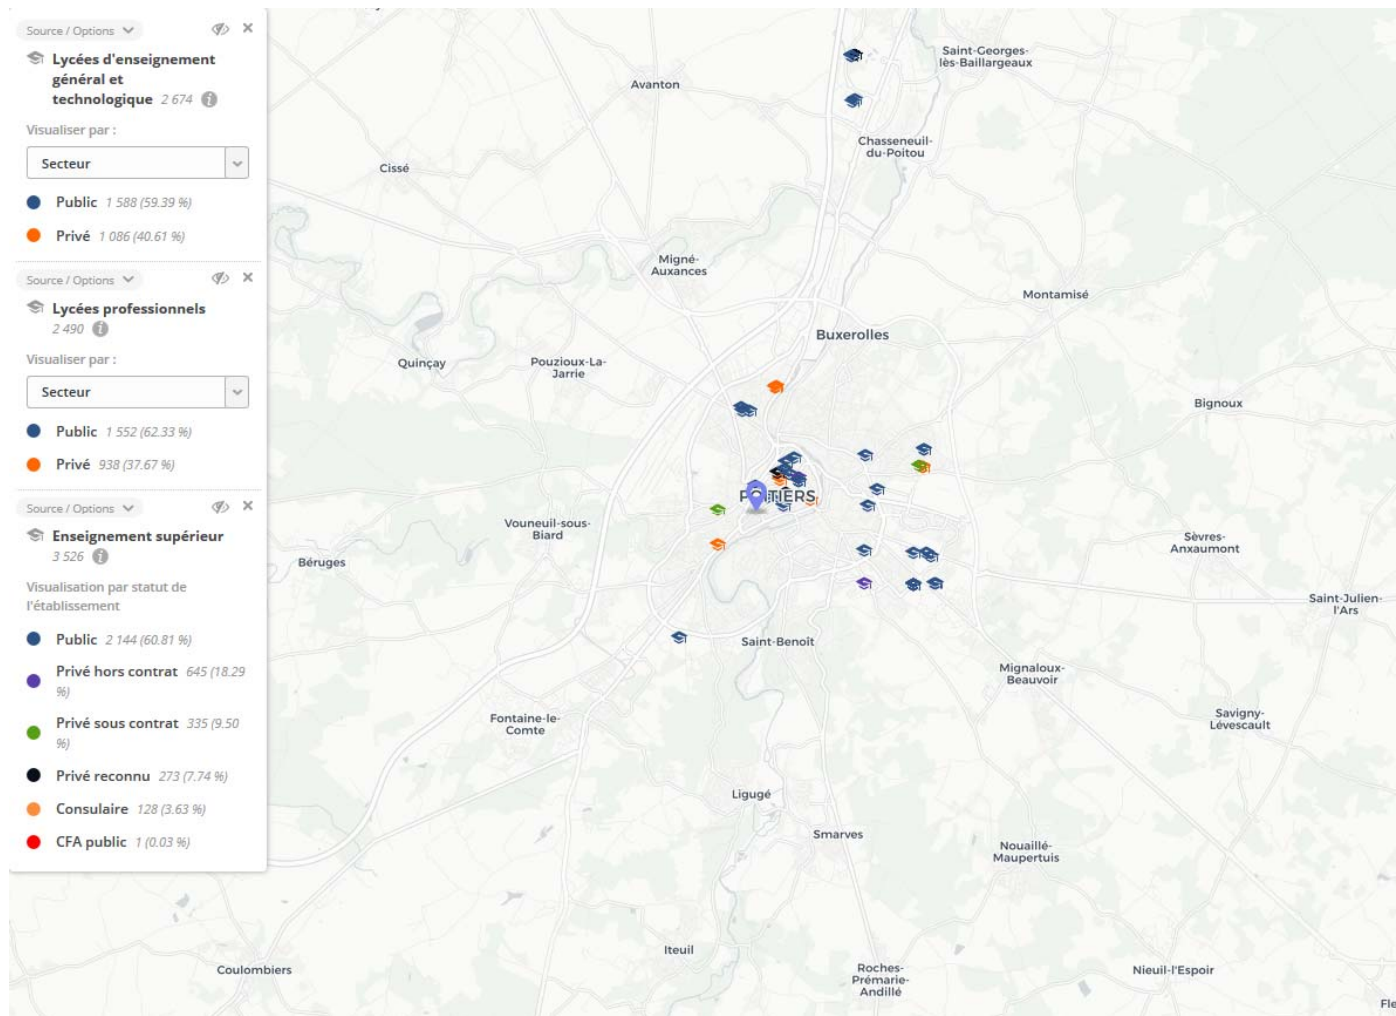 Source / Options
Lycées d'enseignement
général et
technologique 2 674
Visualiser par :
Secteur
Public 1 588 (59.39 %)
Privé 1 086 (40.61 %)
Source / Options
Lycées professionnels
2 490
Visualiser par :
Secteur
Public 1 552 (62.33 %)
Privé 938 (37.67 %)
Source / Options
Enseignement supérieur
3 526
Visualisation par statut de
l'établissement
Public 2 144 (60.81 %)
Privé hors contrat 645 (18.29
%)
Privé sous contrat 335 (9.50
%)
Privé reconnu 273 (7.74 %)
Consulaire 128 (3.63 %)
CFA public 1 (0.03 %)
Saint-Georges-
lès-Baillargeaux
Avanton
Chasseneuil-
du-Poitou
Cissé
Migné-
Auxances
Montamisé
Buxerolles
Quinçay
Pouzioux-La-
Jarrie
Bignoux
POITIERS
Vouneuil-sous-
Biard
Sèvres-
Anxaumont
Béruges
Saint-Julien-
l'Ars
Saint-Benoît
Mignaloux-
Beauvoir
Fontaine-le-
Comte
Savigny-
Lévescault
Ligugé
Smarves
Nouaillé-
Maupertuis
Iteuil
Coulombiers
Roches-
Prémarie-
Andillé
Nieuil-l'Espoir
Fle